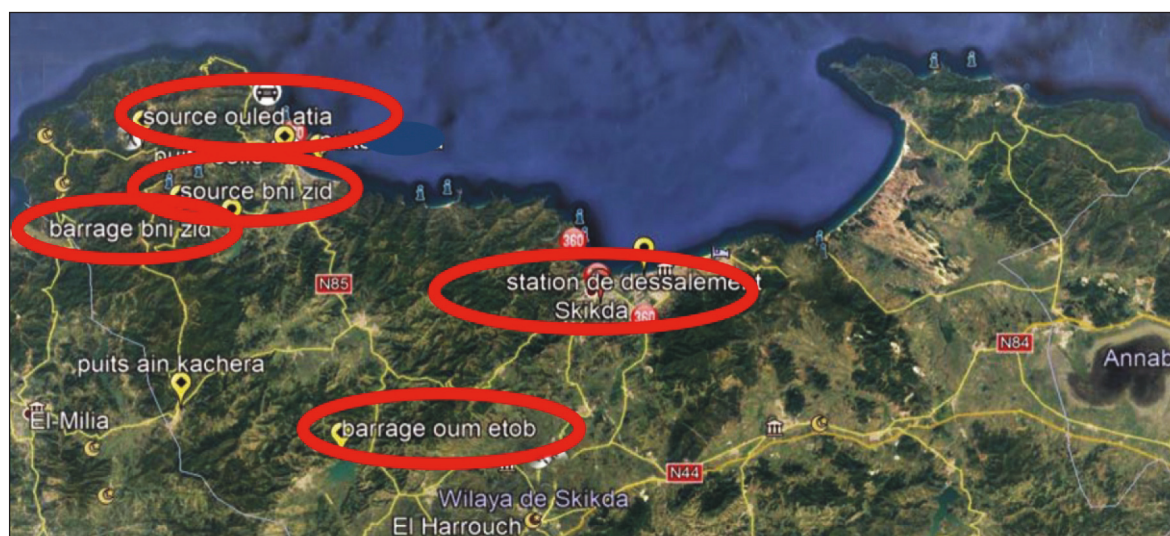 source ouled atia
source bni zid
barrage bni zid
360
station de dessalement
Skikda
N85
360
N84
puits ain kachera
Annab
El-Milia
barrage oum etob
N44
Wilaya de Skikda
El Harrouch